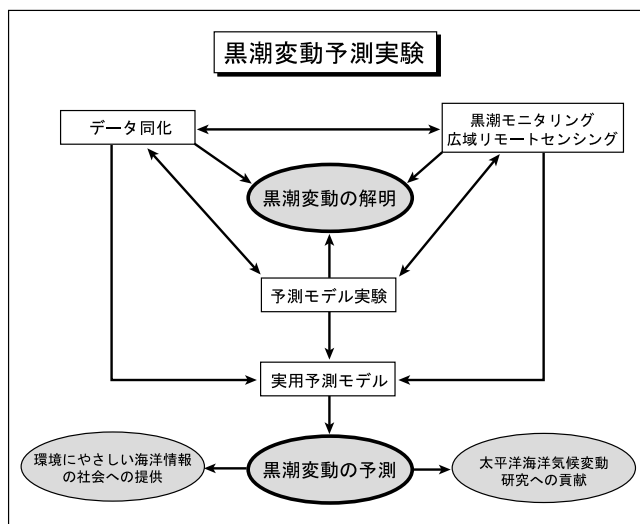 黒潮変動予測実験
データ同化
黒潮モニタリング
広域リモートセンシング
黒潮変動の解明
予測モデル実験
実用予測モデル
環境にやさしい海洋情報
の社会への提供
黒潮変動の予測
太平洋海洋気候変動
研究への貢献